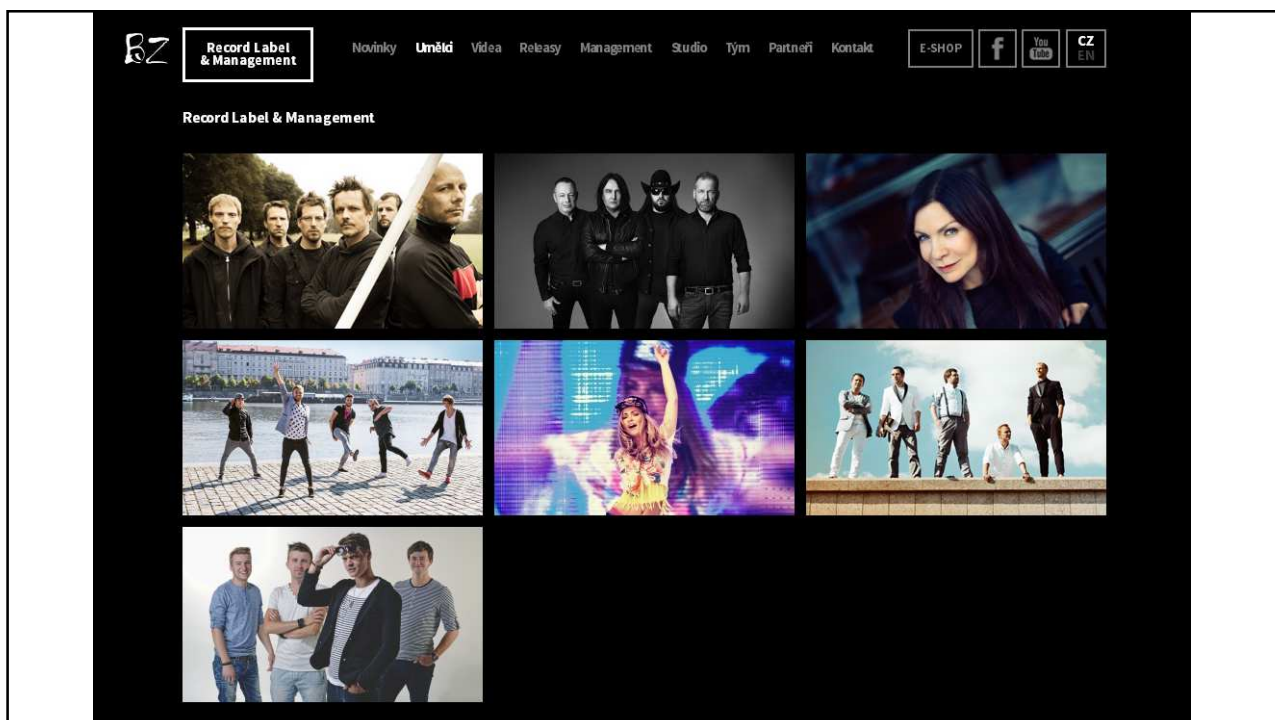 BZ
Record Label
& Management
Novinky Umělci Videa Releasy Management Studio Tým Partneři Kontakt
E-SHOP
f
You
Tube
CZ
EN
Record Label & Management